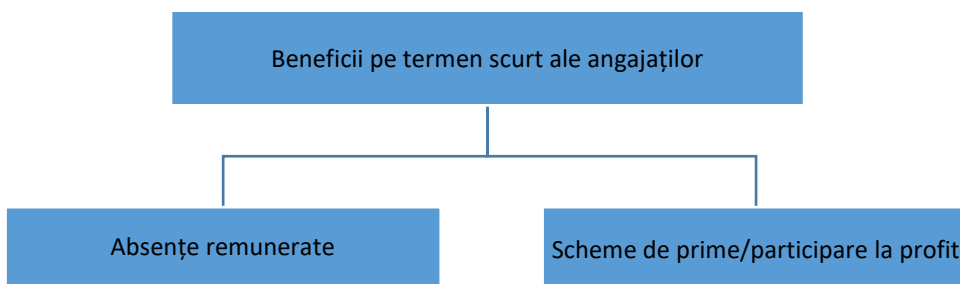 Beneficii pe termen scurt ale angajaților
Absențe remunerate
Scheme de prime/participare la profit